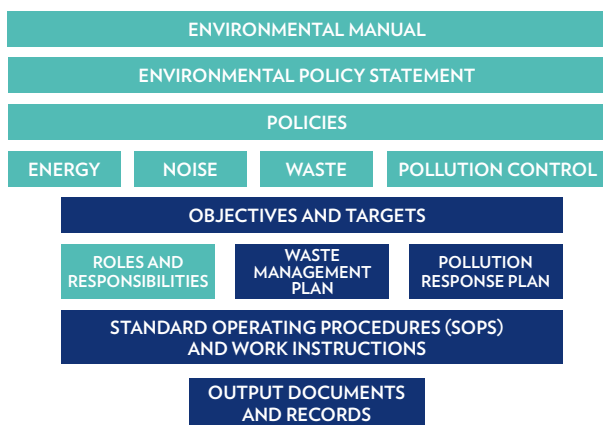 ENVIRONMENTAL MANUAL
ENVIRONMENTAL POLICY STATEMENT
POLICIES
ENERGY
NOISE
WASTE
POLLUTION CONTROL
OBJECTIVES AND TARGETS
ROLES AND
RESPONSIBILITIES
WASTE
MANAGEMENT
PLAN
POLLUTION
RESPONSE PLAN
STANDARD OPERATING PROCEDURES (SOPS)
AND WORK INSTRUCTIONS
OUTPUT DOCUMENTS
AND RECORDS